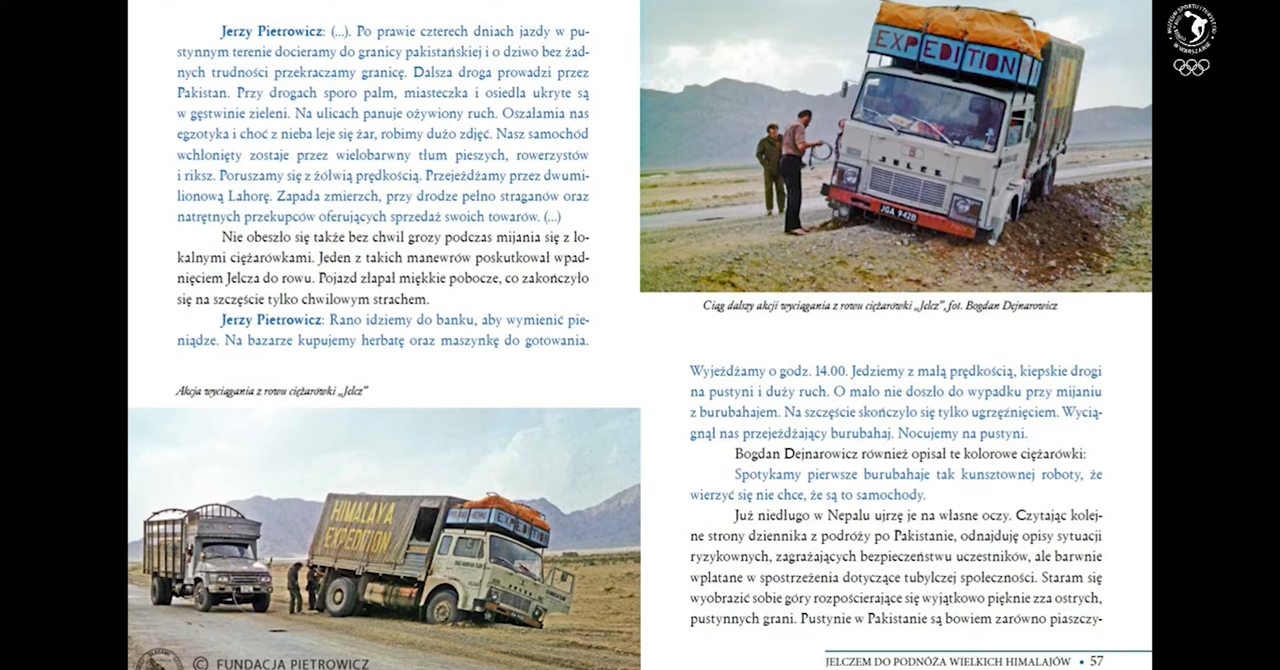 Jerzy Pietrowicz: (...). Po prawie czterech dniach jazdy w pu-
stynnym terenie docieramy do granicy pakistańskiej i o dziwo bez żad-
nych trudności przekraczamy granicę. Dalsza droga prowadzi przez
Pakistan. Przy drogach sporo palm, miasteczka i osiedla ukryte są
w gęstwinie zieleni. Na ulicach panuje ożywiony ruch. Oszałamia nas
egzotyka i choć z nieba leje się żar, robimy dużo zdjęć. Nasz samochód
wchłonięty zostaje przez wielobarwny tłum pieszych, rowerzystów
i riksz. Poruszamy się z żółwią prędkością. Przejeżdżamy przez dwumi-
lionową Lahorę. Zapada zmierzch, przy drodze pełno straganów oraz
natrętnych przekupców oferujących sprzedaż swoich towarów. (...)
Nie obeszło się także bez chwil grozy podczas mijania się z lo-
kalnymi ciężarówkami. Jeden z takich manewrów poskutkował wpad-
nięciem Jelcza do rowu. Pojazd złapał miękkie pobocze, co zakończyło
się na szczęście tylko chwilowym strachem.
Jerzy Pietrowicz: Rano idziemy do banku, aby wymienić pie-
niądze. Na bazarze kupujemy herbatę oraz maszynkę do gotowania.
Akcja wyciągania z rowu ciężarówki „Jelcz”
HIMALAYA
EXPEDITION
EXPEDITION
JELCZ
© FUNDACJA PIETROWICZ
EXPEDITION
JELCZ
JGA 942B
Ciąg dalszy akcji wyciągania z rowu ciężarówki „Jelcz”, fot. Bogdan Dejnarowicz
Wyjeżdżamy o godz. 14.00. Jedziemy z małą prędkością, kiepskie drogi
na pustyni i duży ruch. O mało nie doszło do wypadku przy mijaniu
z burubahajem. Na szczęście skończyło się tylko ugrzęźnięciem. Wycią-
gnął nas przejeżdżający burubahaj. Nocujemy na pustyni.
Bogdan Dejnarowicz również opisał te kolorowe ciężarówki:
Spotykamy pierwsze burubahaje tak kunsztownej roboty, że
wierzyć się nie chce, że są to samochody.
Już niedługo w Nepalu ujrzę je na własne oczy. Czytając kolej-
ne strony dziennika z podróży po Pakistanie, odnajduję opisy sytuacji
ryzykownych, zagrażających bezpieczeństwu uczestników, ale barwnie
wplatane w spostrzeżenia dotyczące tubylczej społeczności. Staram się
wyobrazić sobie góry rozpościerające się wyjątkowo pięknie zza ostrych,
pustynnych grani. Pustynie w Pakistanie są bowiem zarówno piaszczy-
JELCZEM DO PODNÓŻA WIELKICH HIMALAJÓW • 57
MUZEUM SPORTU I TURYSTYKI
W WARSZAWIE